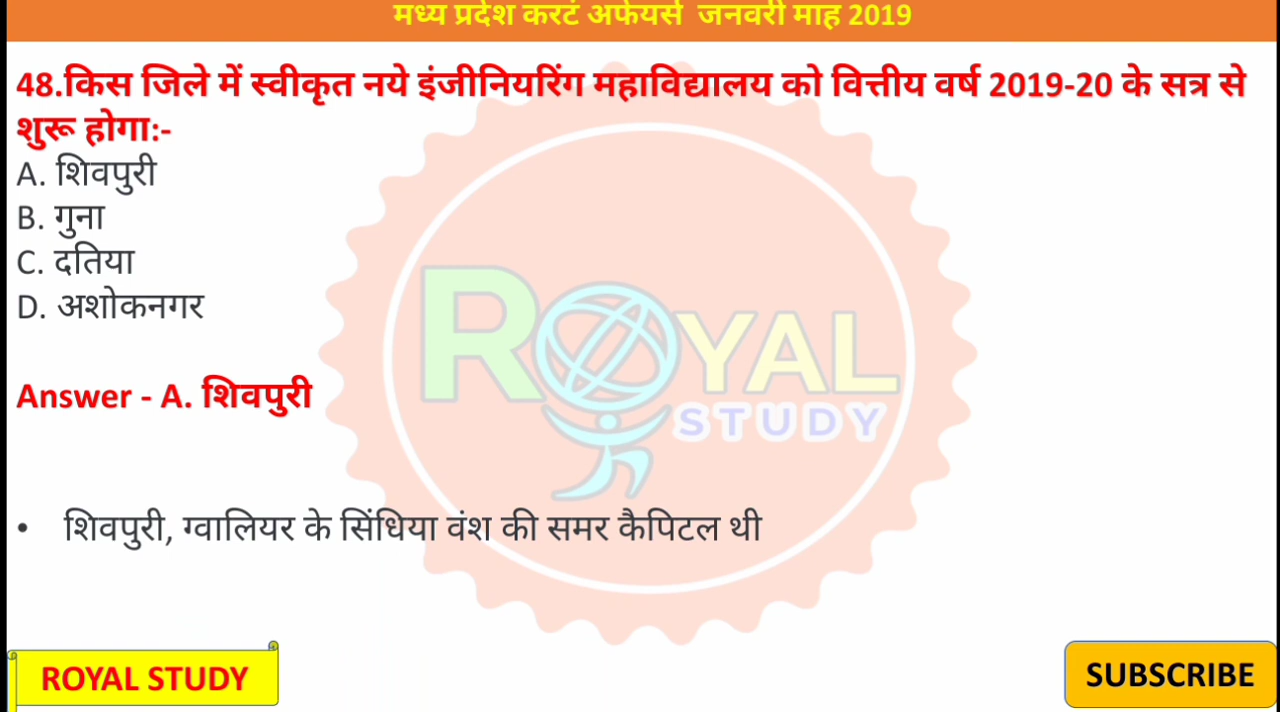 मध्य प्रदेश करटं अफेयर्स जनवरी माह 2019
48.किस जिले में स्वीकृत नये इंजीनियरिंग महाविद्यालय को वित्तीय वर्ष 2019-20 के सत्र से
शुरू होगाः-
A. शिवपुरी
B. गुना
C. दतिया
D. अशोकनगर
ROYAL
STUDY
Answer - A. शिवपुरी
• शिवपुरी, ग्वालियर के सिंधिया वंश की समर कैपिटल थी
ROYAL STUDY
SUBSCRIBE